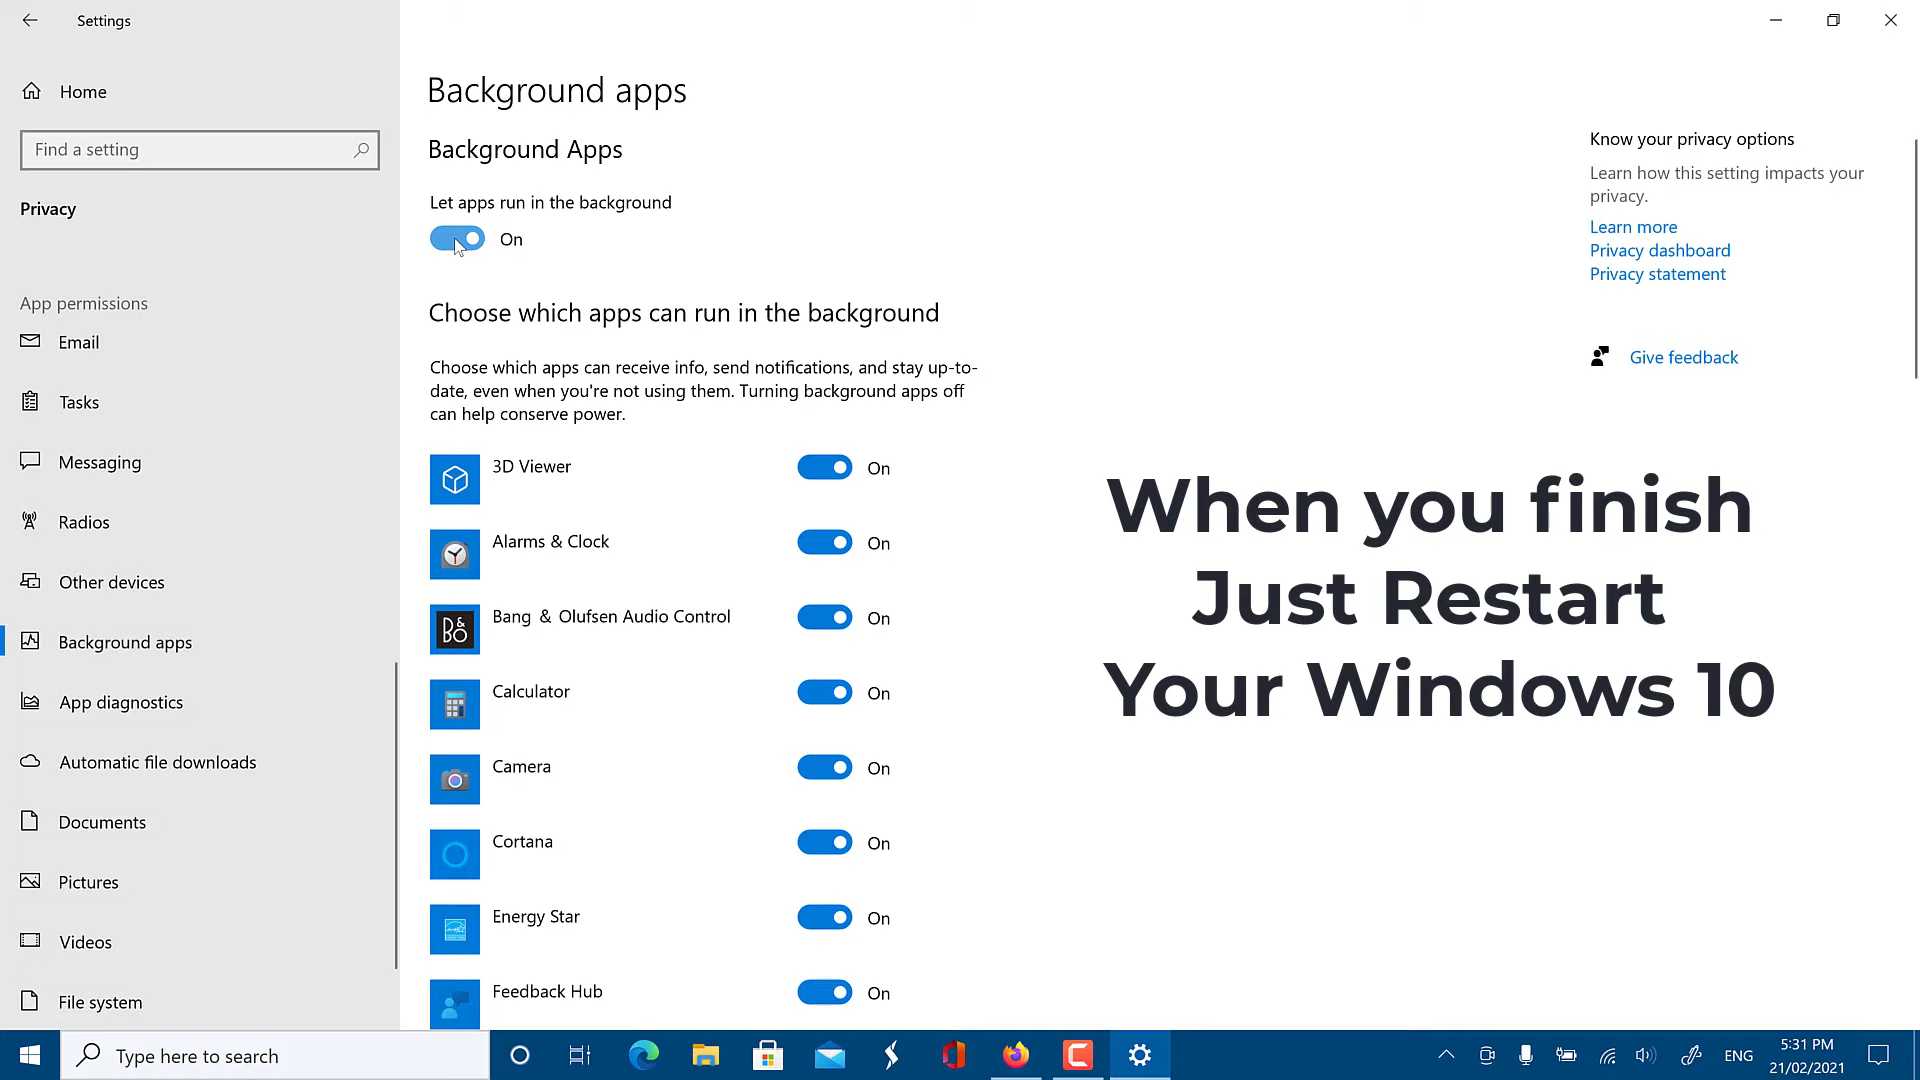 Settings
Home
Find a setting
Privacy
App permissions
Email
Tasks
Messaging
Radios
Other devices
Background apps
App diagnostics
Automatic file downloads
Documents
Pictures
Videos
File system
Background apps
Background Apps
Let apps run in the background
On
Choose which apps can run in the background
Choose which apps can receive info, send notifications, and stay up-to-
date, even when you're not using them. Turning background apps off
can help conserve power.
3D Viewer On
Alarms & Clock On
B&O Bang & Olufsen Audio Control On
Calculator On
Camera On
Cortana On
Energy Star On
Feedback Hub On
Know your privacy options
Learn how this setting impacts your
privacy.
Learn more
Privacy dashboard
Privacy statement
Give feedback
When you finish
Just Restart
Your Windows 10
Type here to search
ENG
5:31 PM
21/02/2021